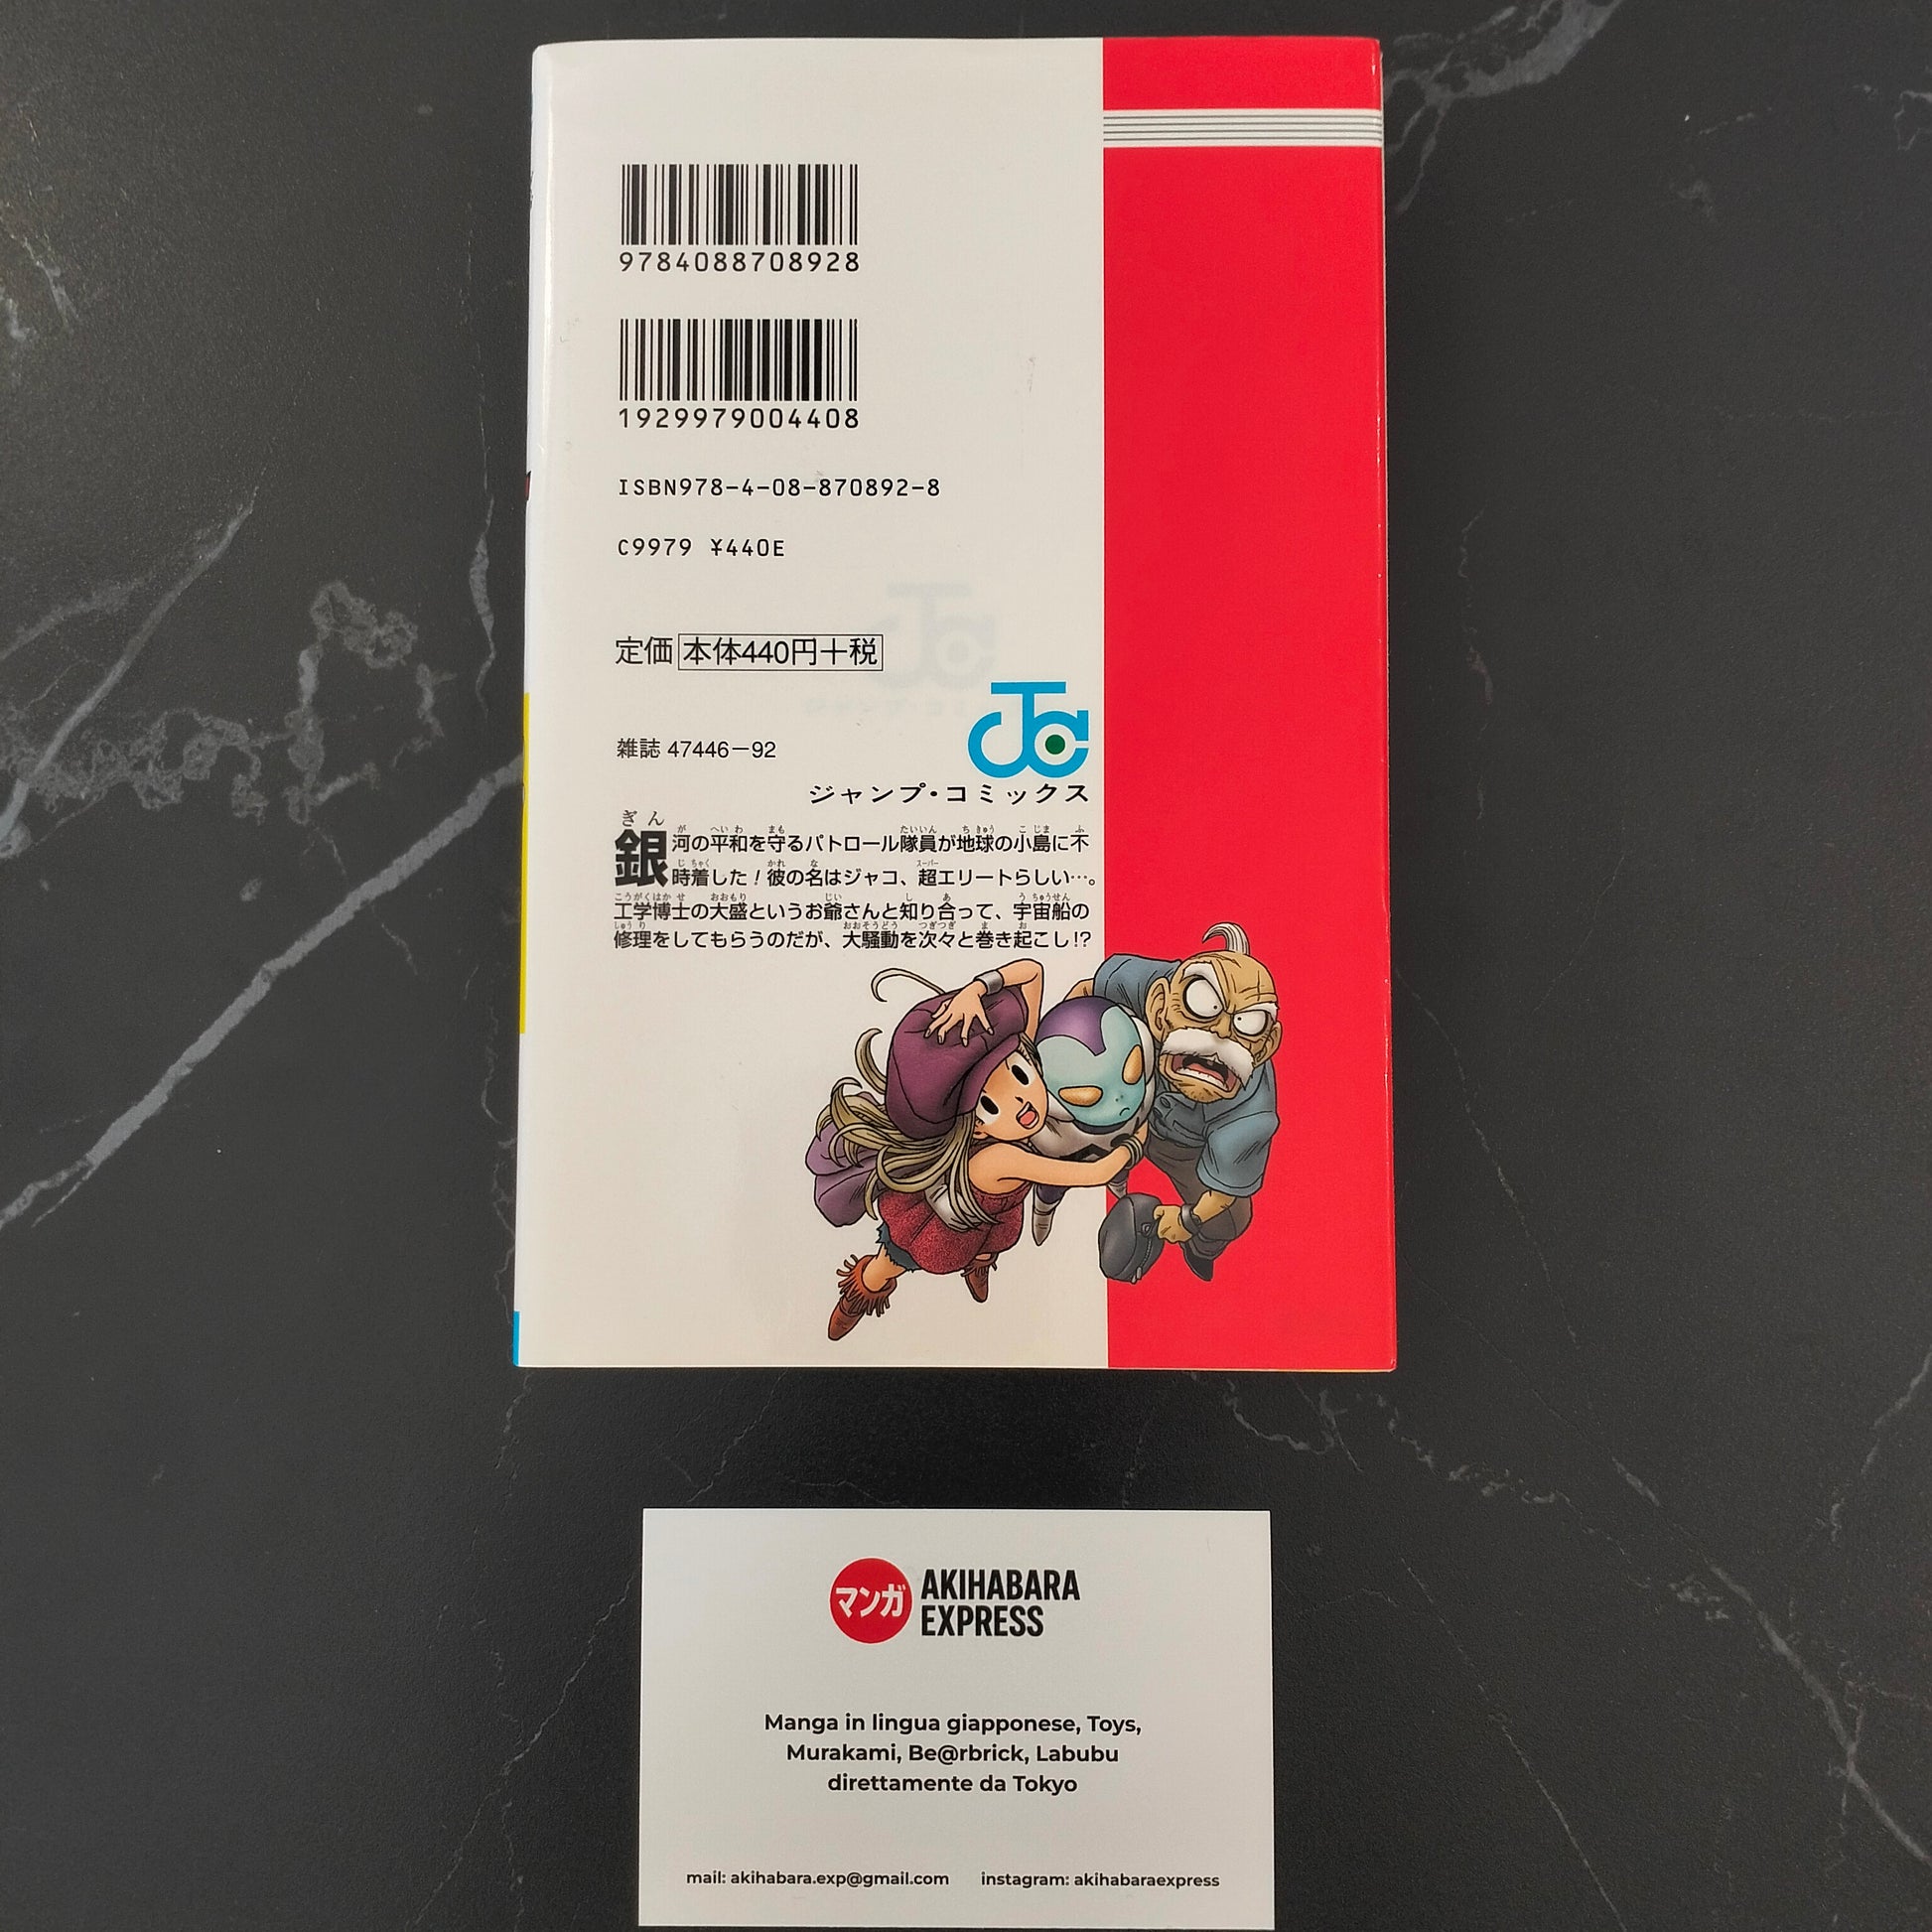 9784088708928
1929979004408
ISBN978-4-08-870892-8
C9979 ¥440E
定価 本体440円+税
雑誌 47446-92
JC
ジャンプ・コミックス
銀河の平和を守るパトロール隊員が地球の小島に不
時着した!彼の名はジャコ、超エリートらしい…。
工学博士の大盛というお爺さんと知り合って、宇宙船の
修理をしてもらうのだが、大騒動を次々と巻き起こし!?
マンガ
AKIHABARA
EXPRESS
Manga in lingua giapponese, Toys,
Murakami, Be@rbrick, Labubu
direttamente da Tokyo
mail: akihabara.exp@gmail.com instagram: akihabaraexpress